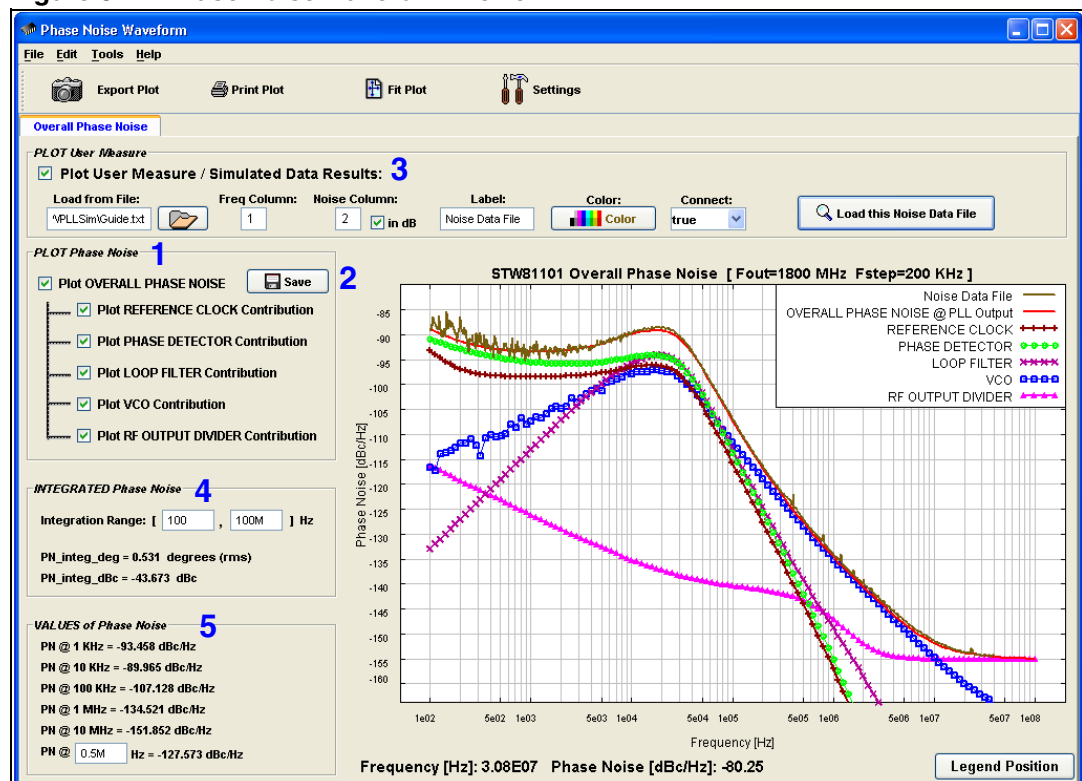 Phase Noise Waveform
File Edit Tools Help
Export Plot Print Plot Fit Plot Settings
Overall Phase Noise
PLOT User Measure
Plot User Measure / Simulated Data Results: 3
Load from File: Freq Column: Noise Column: Label: Color: Connect:
\PLLSim\Guide.txt 1 2 in dB Noise Data File Color true Load this Noise Data File
PLOT Phase Noise 1
Plot OVERALL PHASE NOISE Save 2
Plot REFERENCE CLOCK Contribution
Plot PHASE DETECTOR Contribution
Plot LOOP FILTER Contribution
Plot VCO Contribution
Plot RF OUTPUT DIVIDER Contribution
INTEGRATED Phase Noise 4
Integration Range: [ 100 , 100M ] Hz
PN_integ_deg = 0.531 degrees (rms)
PN_integ_dBc = -43.673 dBc
VALUES of Phase Noise 5
PN @ 1 KHz = -93.458 dBc/Hz
PN @ 10 KHz = -89.965 dBc/Hz
PN @ 100 KHz = -107.128 dBc/Hz
PN @ 1 MHz = -134.521 dBc/Hz
PN @ 10 MHz = -151.852 dBc/Hz
PN @ 0.5M Hz = -127.573 dBc/Hz
STW81101 Overall Phase Noise [ Fout=1800 MHz Fstep=200 KHz ]
Noise Data File
OVERALL PHASE NOISE @ PLL Output
REFERENCE CLOCK
PHASE DETECTOR
LOOP FILTER
VCO
RF OUTPUT DIVIDER
Phase Noise [dBc/Hz]
-85
-90
-95
-100
-105
-110
-115
-120
-125
-130
-135
-140
-145
-150
-155
-160
1e02 5e02 1e03 5e03 1e04 5e04 1e05 5e05 1e06 5e06 1e07 5e07 1e08
Frequency [Hz]
Frequency [Hz]: 3.08E07 Phase Noise [dBc/Hz]: -80.25
Legend Position